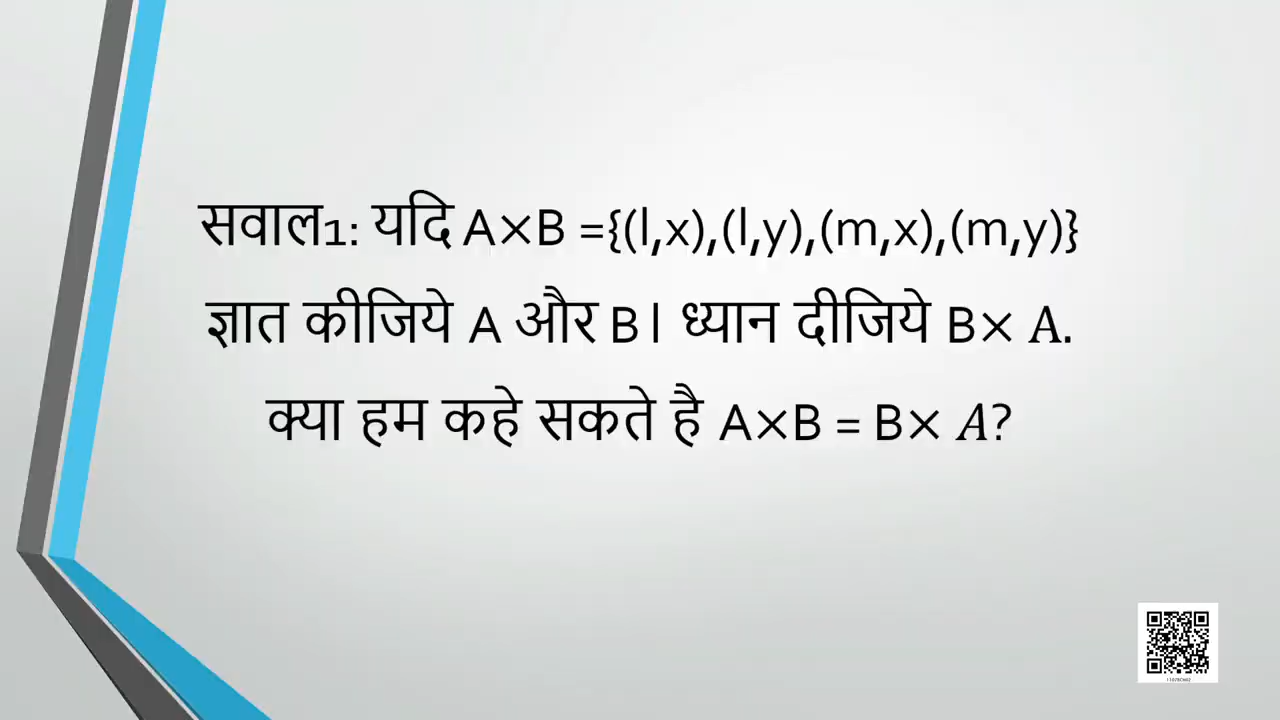 सवाल1: यदि A×B ={(l,x),(l,y),(m,x),(m,y)}
ज्ञात कीजिये A और B। ध्यान दीजिये B× A.
क्या हम कहे सकते है A×B = B× A?